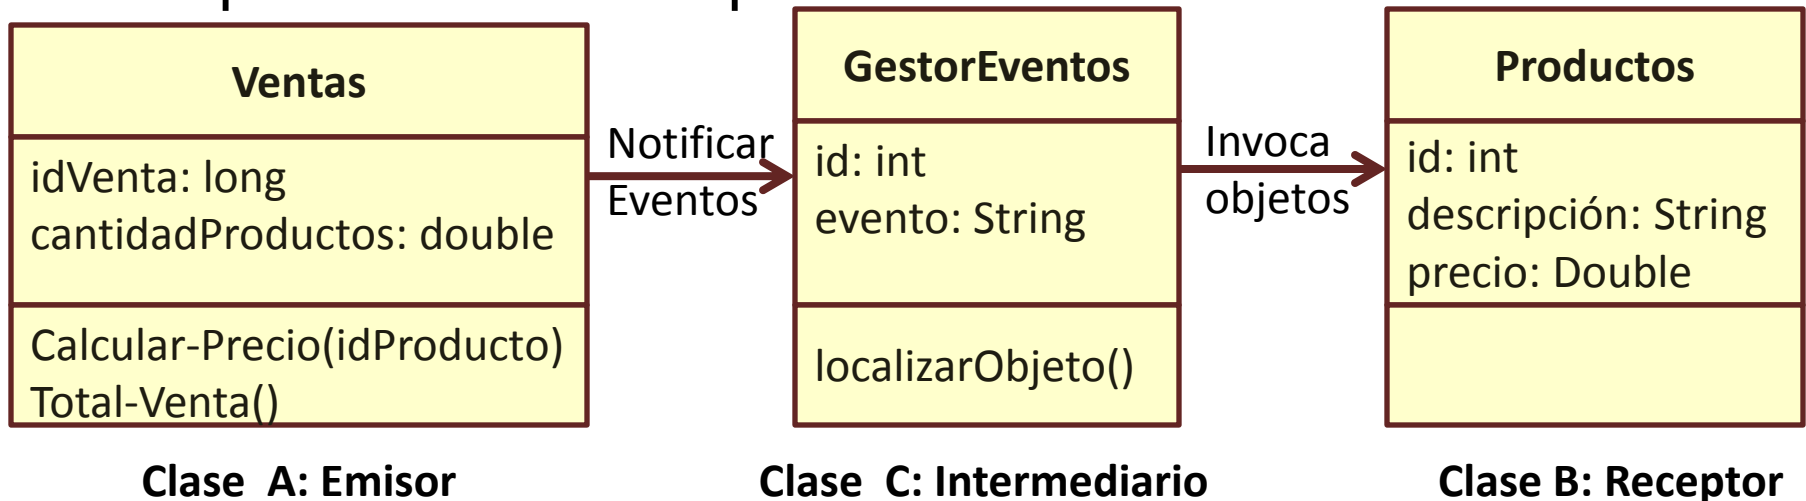 Ventas
idVenta: long
cantidadProductos: double
Calcular-Precio(idProducto)
Total-Venta()
Notificar
Eventos
GestorEventos
id: int
evento: String
localizarObjeto()
Invoca
objetos
Productos
id: int
descripción: String
precio: Double
Clase A: Emisor
Clase C: Intermediario
Clase B: Receptor